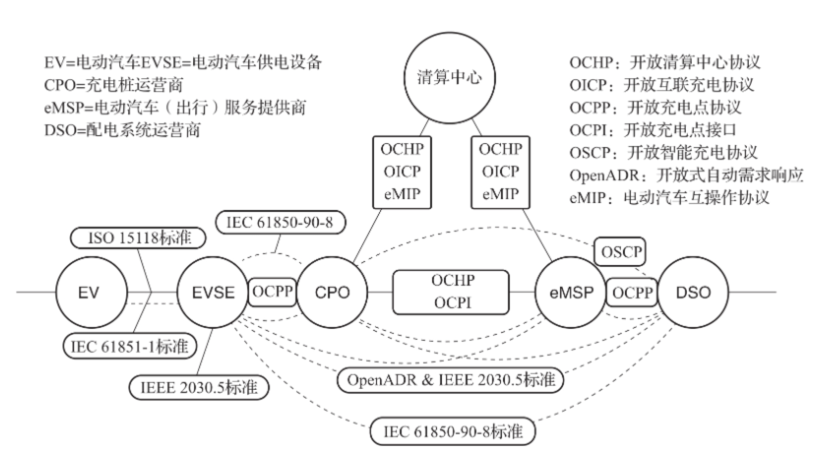 EV=电动汽车EVSE=电动汽车供电设备
CPO=充电桩运营商
eMSP=电动汽车（出行）服务提供商
DSO=配电系统运营商
清算中心
OCHP：开放清算中心协议
OICP：开放互联充电协议
OCPP：开放充电点协议
OCPI：开放充电点接口
OSCP：开放智能充电协议
OpenADR：开放式自动需求响应
eMIP：电动汽车互操作协议
OCHP
OICP
eMIP
OCHP
OICP
eMIP
IEC 61850-90-8
ISO 15118标准
OSCP
EV
EVSE
OCPP
CPO
OCHP
OCPI
eMSP
OCPP
DSO
IEC 61851-1标准
IEEE 2030.5标准
OpenADR & IEEE 2030.5标准
IEC 61850-90-8标准